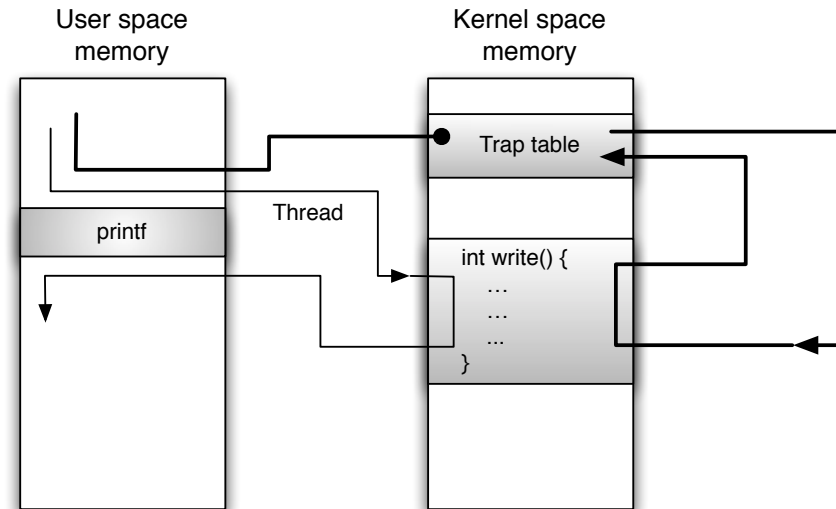 User space
memory
Kernel space
memory
Trap table
Thread
printf
int write() {
…
…
...
}